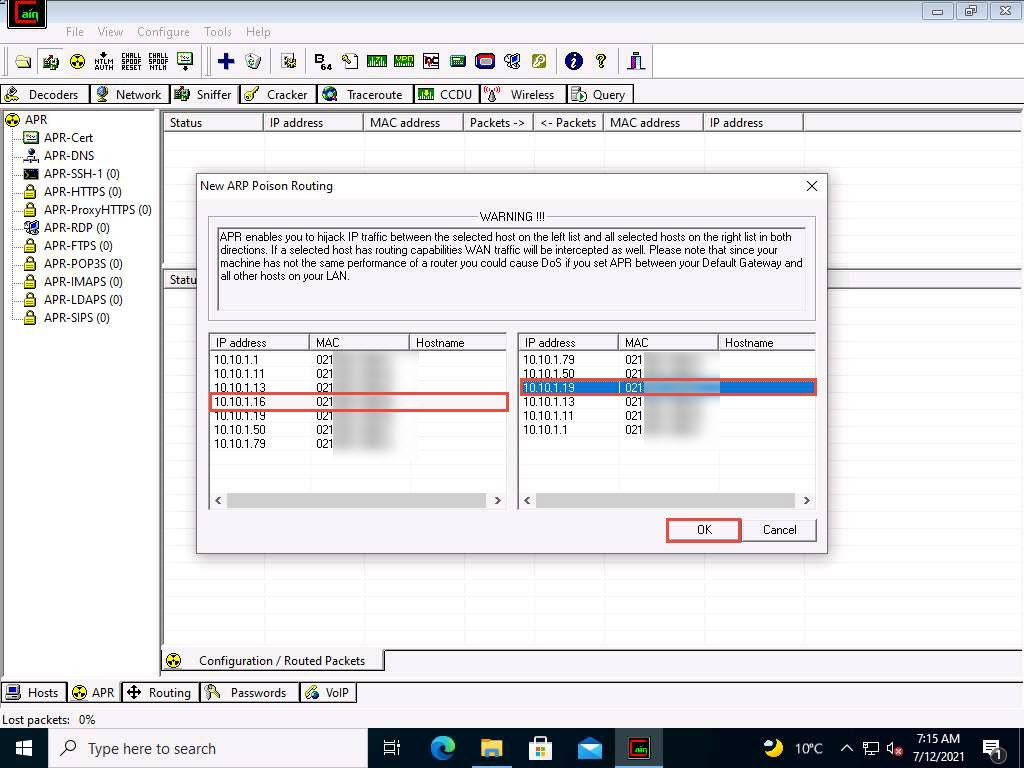 Cain
File View Configure Tools Help
NTLM AUTH
CHALL SPOOF RESET
CHALL SPOOF NTLM
B 64
Decoders Network Sniffer Cracker Traceroute CCDU Wireless Query
APR
APR-Cert
APR-DNS
APR-SSH-1 (0)
APR-HTTPS (0)
APR-ProxyHTTPS (0)
APR-RDP (0)
APR-FTPS (0)
APR-POP3S (0)
APR-IMAPS (0)
APR-LDAPS (0)
APR-SIPS (0)
Status IP address MAC address Packets -> <- Packets MAC address IP address
Statu
New ARP Poison Routing
WARNING !!!
APR enables you to hijack IP traffic between the selected host on the left list and all selected hosts on the right list in both
directions. If a selected host has routing capabilities WAN traffic will be intercepted as well. Please note that since your
machine has not the same performance of a router you could cause DoS if you set APR between your Default Gateway and
all other hosts on your LAN.
IP address MAC Hostname
10.10.1.1 021
10.10.1.11 021
10.10.1.13 021
10.10.1.16 021
10.10.1.19 021
10.10.1.50 021
10.10.1.79 021
IP address MAC Hostname
10.10.1.79 021
10.10.1.50 021
10.10.1.19 021
10.10.1.13 021
10.10.1.11 021
10.10.1.1 021
OK Cancel
Configuration / Routed Packets
Hosts APR Routing Passwords VoIP
Lost packets: 0%
Type here to search
10°C
7:15 AM
7/12/2021
1